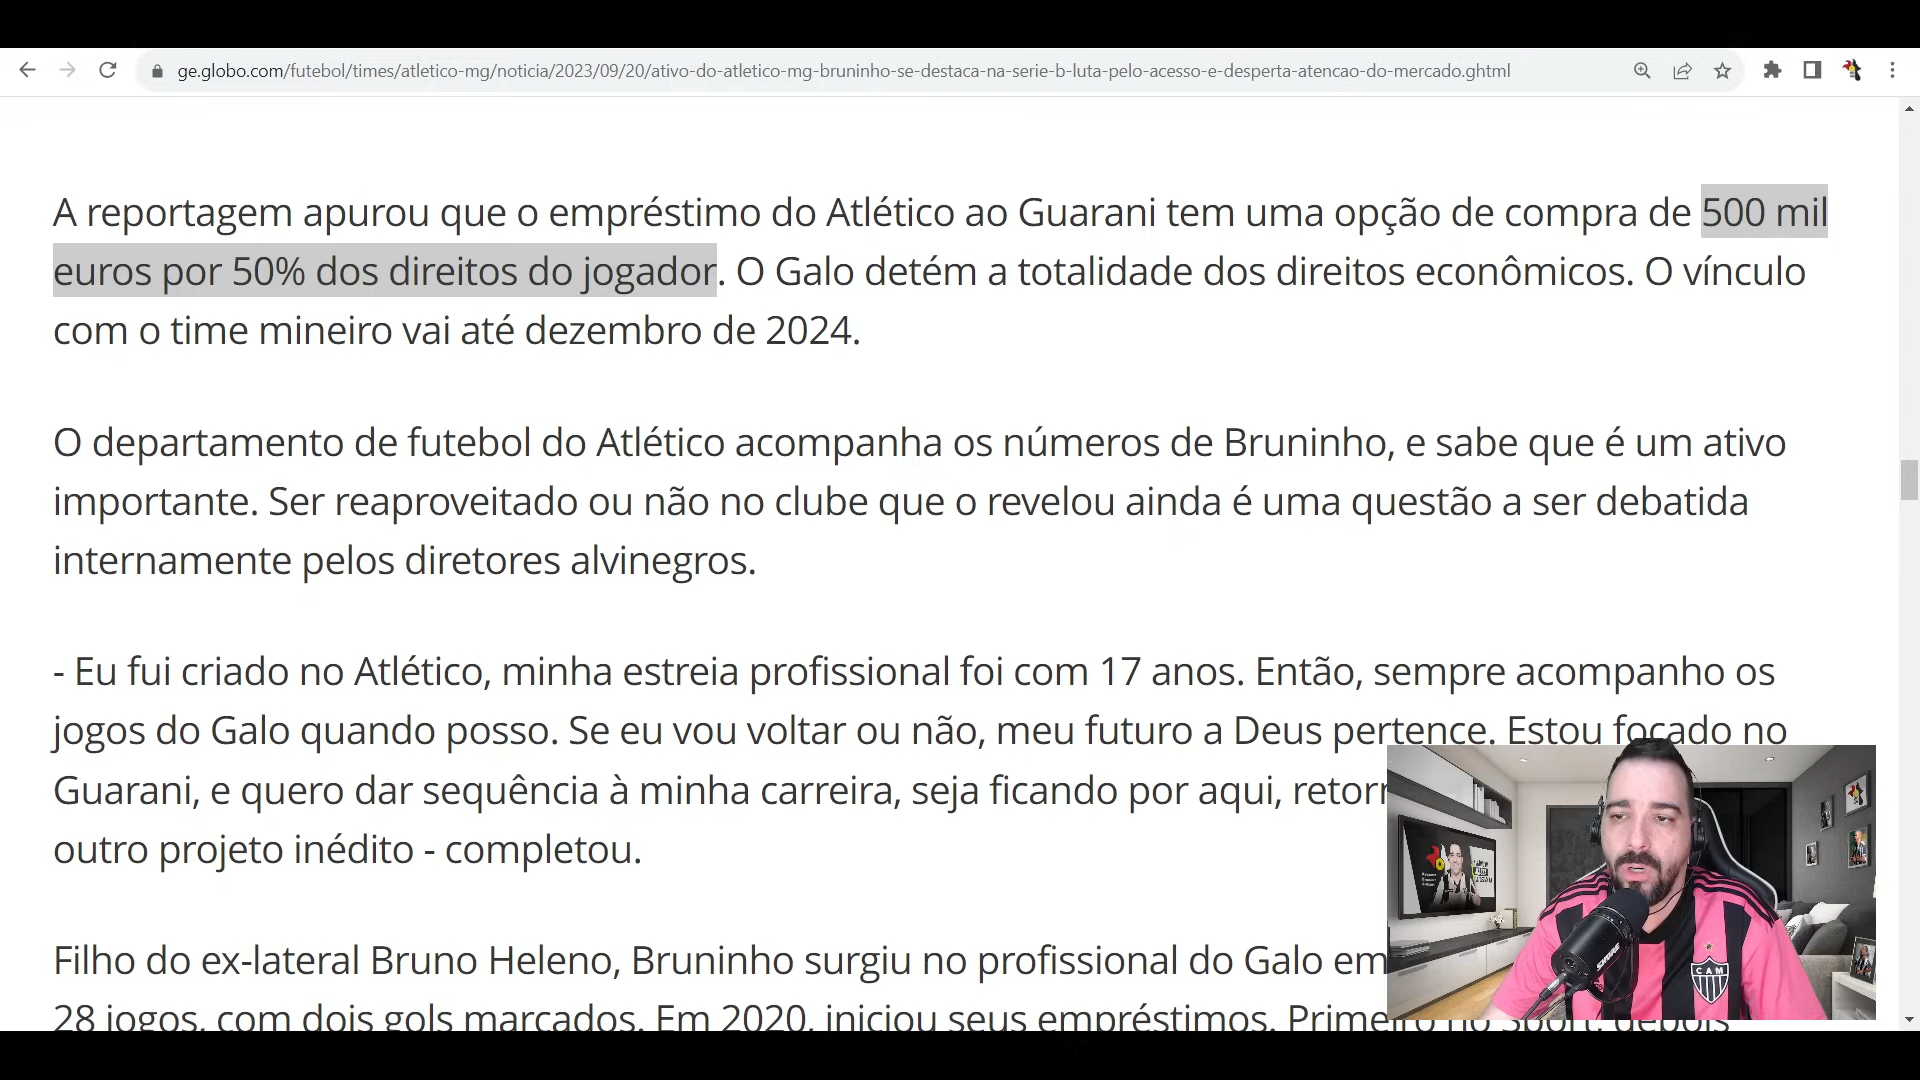 ge.globo.com/futebol/times/atletico-mg/noticia/2023/09/20/ativo-do-atletico-mg-bruninho-se-destaca-na-serie-b-luta-pelo-acesso-e-desperta-atencao-do-mercado.ghtml
A reportagem apurou que o empréstimo do Atlético ao Guarani tem uma opção de compra de 500 mil
euros por 50% dos direitos do jogador. O Galo detém a totalidade dos direitos econômicos. O vínculo
com o time mineiro vai até dezembro de 2024.
O departamento de futebol do Atlético acompanha os números de Bruninho, e sabe que é um ativo
importante. Ser reaproveitado ou não no clube que o revelou ainda é uma questão a ser debatida
internamente pelos diretores alvinegros.
- Eu fui criado no Atlético, minha estreia profissional foi com 17 anos. Então, sempre acompanho os
jogos do Galo quando posso. Se eu vou voltar ou não, meu futuro a Deus pertence. Estou focado no
Guarani, e quero dar sequência à minha carreira, seja ficando por aqui, retor
outro projeto inédito - completou.
Filho do ex-lateral Bruno Heleno, Bruninho surgiu no profissional do Galo em
28 jogos, com dois gols marcados. Em 2020, iniciou seus empréstimos. Primeiro no Sport, depois
SHURE
CAM